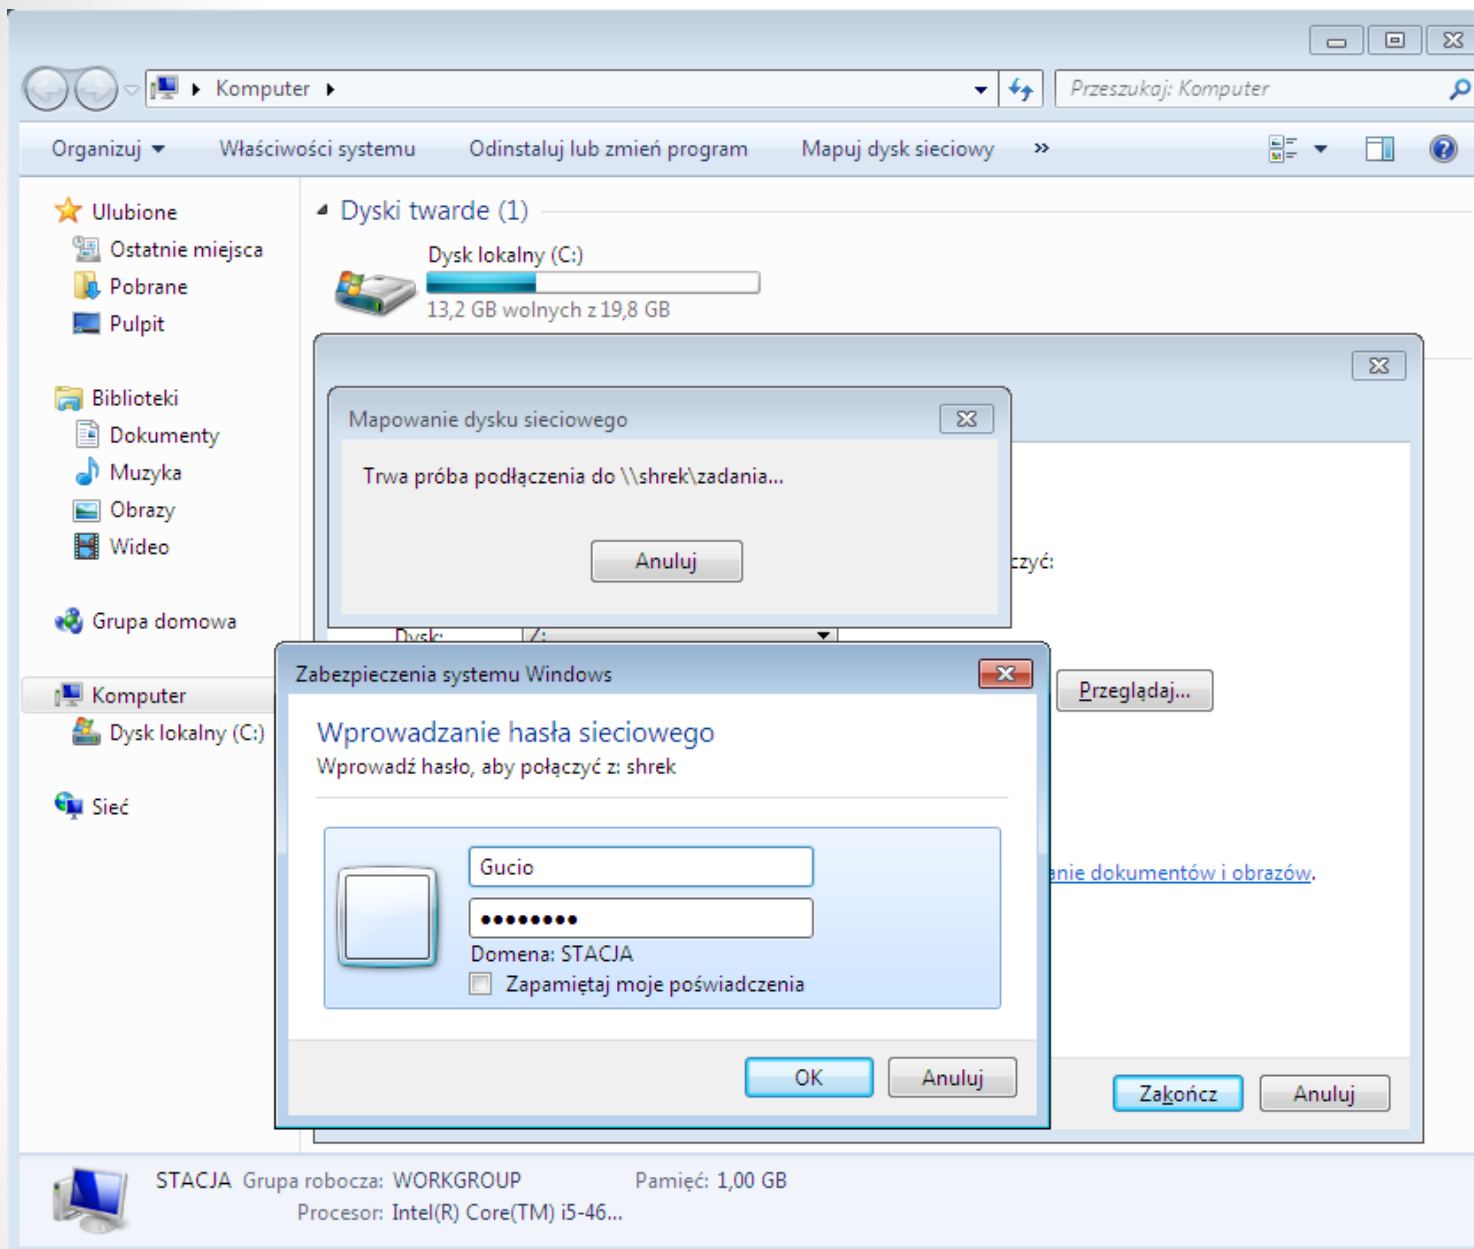 Komputer
Przeszukaj: Komputer
Organizuj
Właściwości systemu
Odinstaluj lub zmień program
Mapuj dysk sieciowy
»
Ulubione
Ostatnie miejsca
Pobrane
Pulpit
Biblioteki
Dokumenty
Muzyka
Obrazy
Wideo
Grupa domowa
Komputer
Dysk lokalny (C:)
Sieć
Dyski twarde (1)
Dysk lokalny (C:)
13,2 GB wolnych z 19,8 GB
Mapowanie dysku sieciowego
Trwa próba podłączenia do \\shrek\zadania...
Anuluj
czyć:
Dysk:
Z:
Przeglądaj...
anie dokumentów i obrazów.
Zabezpieczenia systemu Windows
Wprowadzanie hasła sieciowego
Wprowadź hasło, aby połączyć z: shrek
Gucio
••••••••
Domena: STACJA
Zapamiętaj moje poświadczenia
OK
Anuluj
Zakończ
Anuluj
STACJA Grupa robocza: WORKGROUP Pamięć: 1,00 GB
Procesor: Intel(R) Core(TM) i5-46...